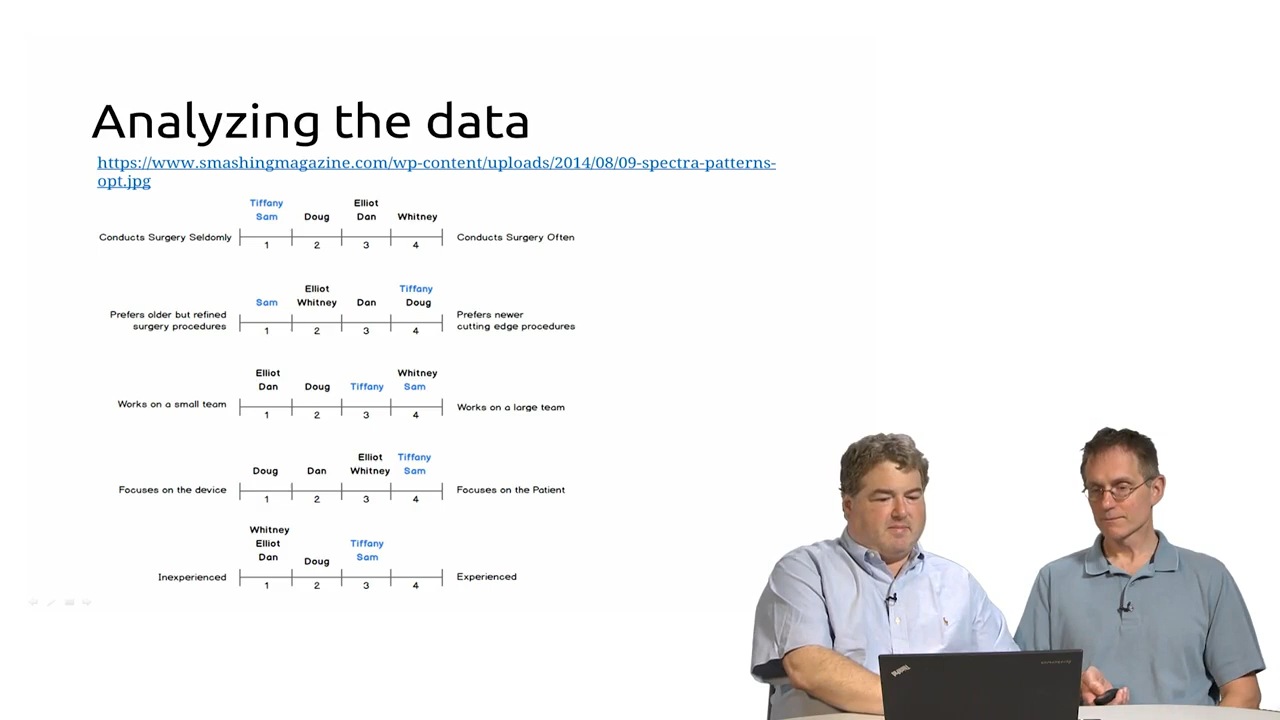 Analyzing the data
https://www.smashingmagazine.com/wp-content/uploads/2014/08/09-spectra-patterns-
opt.jpg
Tiffany Elliot
Sam Doug Dan Whitney
Conducts Surgery Seldomly Conducts Surgery Often
1 2 3 4
Elliot Tiffany
Sam Whitney Dan Doug
Prefers older but refined Prefers newer
surgery procedures cutting edge procedures
1 2 3 4
Elliot Whitney
Dan Doug Tiffany Sam
Works on a small team Works on a large team
1 2 3 4
Elliot Tiffany
Doug Dan Whitney Sam
Focuses on the device Focuses on the Patient
1 2 3 4
Whitney
Elliot Tiffany
Dan Doug Sam
Inexperienced Experienced
1 2 3 4
ThinkPad